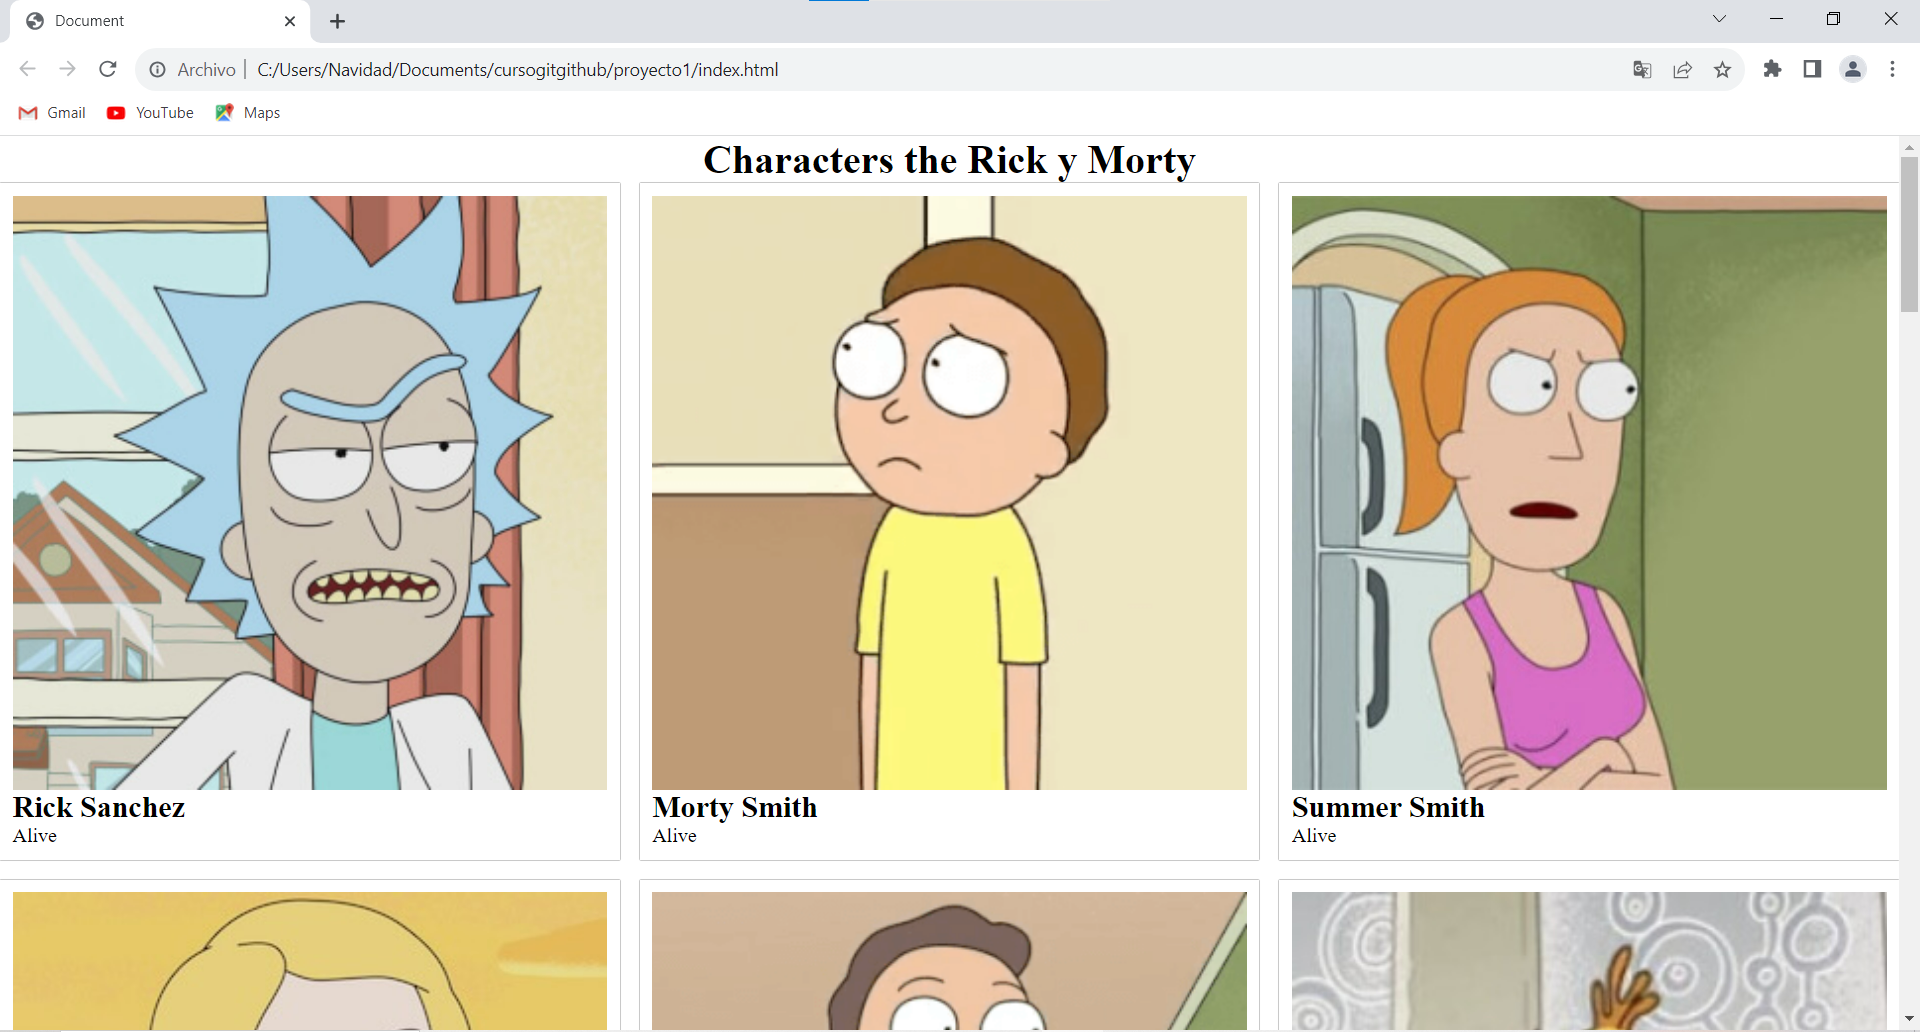 Document
Archivo
C:/Users/Navidad/Documents/cursogitgithub/proyecto1/index.html
Gmail
YouTube
Maps
Characters the Rick y Morty
Rick Sanchez
Alive
Morty Smith
Alive
Summer Smith
Alive